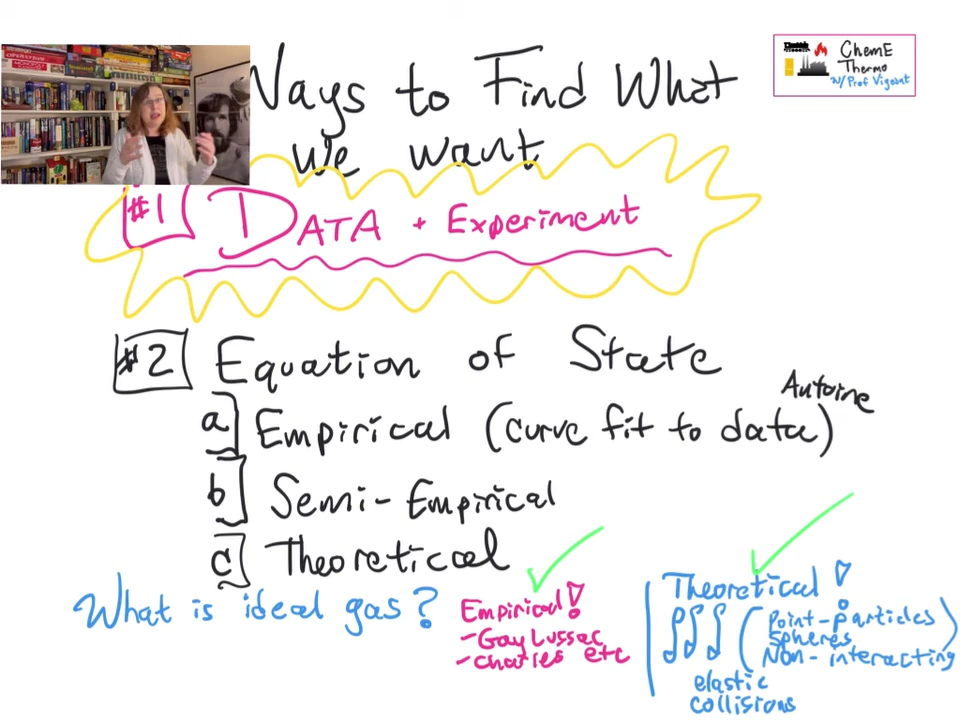 Ways to Find What
we want
ChemE
Thermo
w/ Prof Vigeant
#1 DATA + Experiment
#2 Equation of State
Antoine
a] Empirical (curve fit to data)
b] Semi-Empirical
c] Theoretical
What is ideal gas?
Empirical!
- Gay Lussac
- Charles etc
Theoretical!
∫∫∫ (Point-particles
spheres
Non-interacting)
elastic
collisions